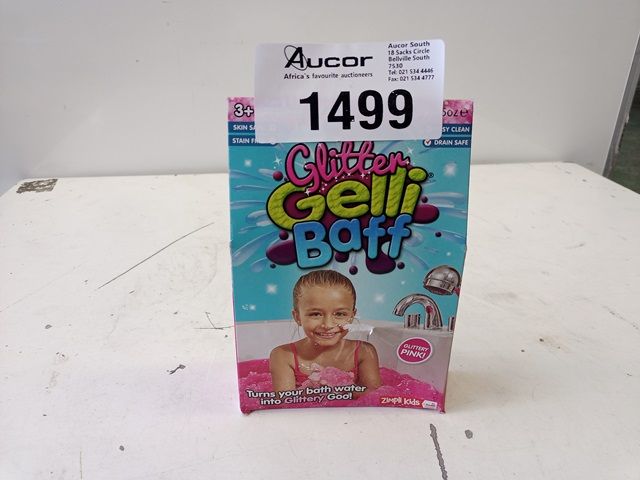 Aucor
Africa's favourite auctioneers
Aucor South
18 Sacks Circle
Bellville South
7530
Tel: 021 534 4446
Fax: 021 534 4777
1499
3+
SKIN
CLEAN
STAIN
DRAIN SAFE
Glitter
Gelli
Baff
GLITTERY
PINK!
Turns your bath water
into Glittery Goo!
Zimpli Kids